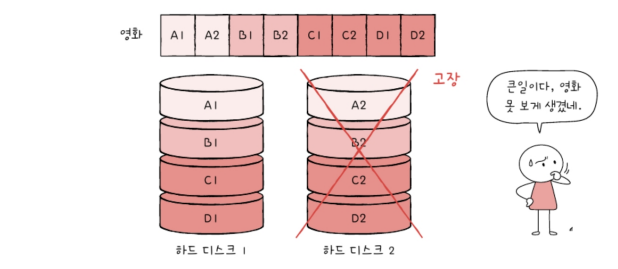 영화 A1 A2 B1 B2 C1 C2 D1 D2
고장
큰일이다, 영화
못 보게 생겼네.
A1
B1
C1
D1
하드 디스크 1
A2
B2
C2
D2
하드 디스크 2